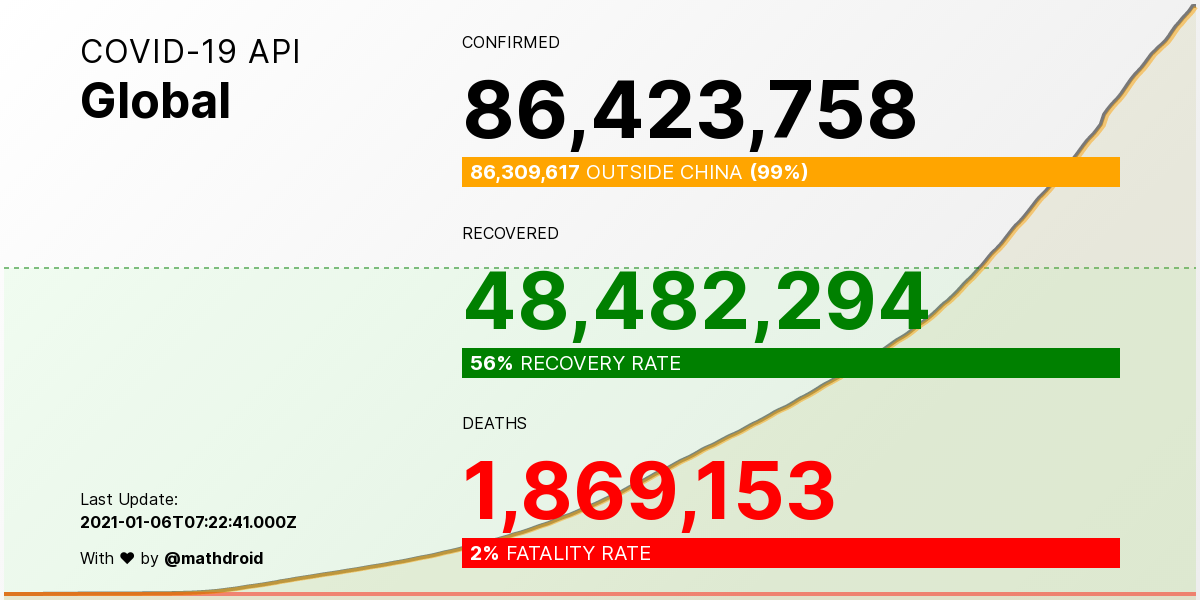 COVID-19 API
Global
CONFIRMED
86,423,758
86,309,617 OUTSIDE CHINA (99%)
RECOVERED
48,482,294
56% RECOVERY RATE
DEATHS
1,869,153
2% FATALITY RATE
Last Update:
2021-01-06T07:22:41.000Z
With ♥ by @mathdroid